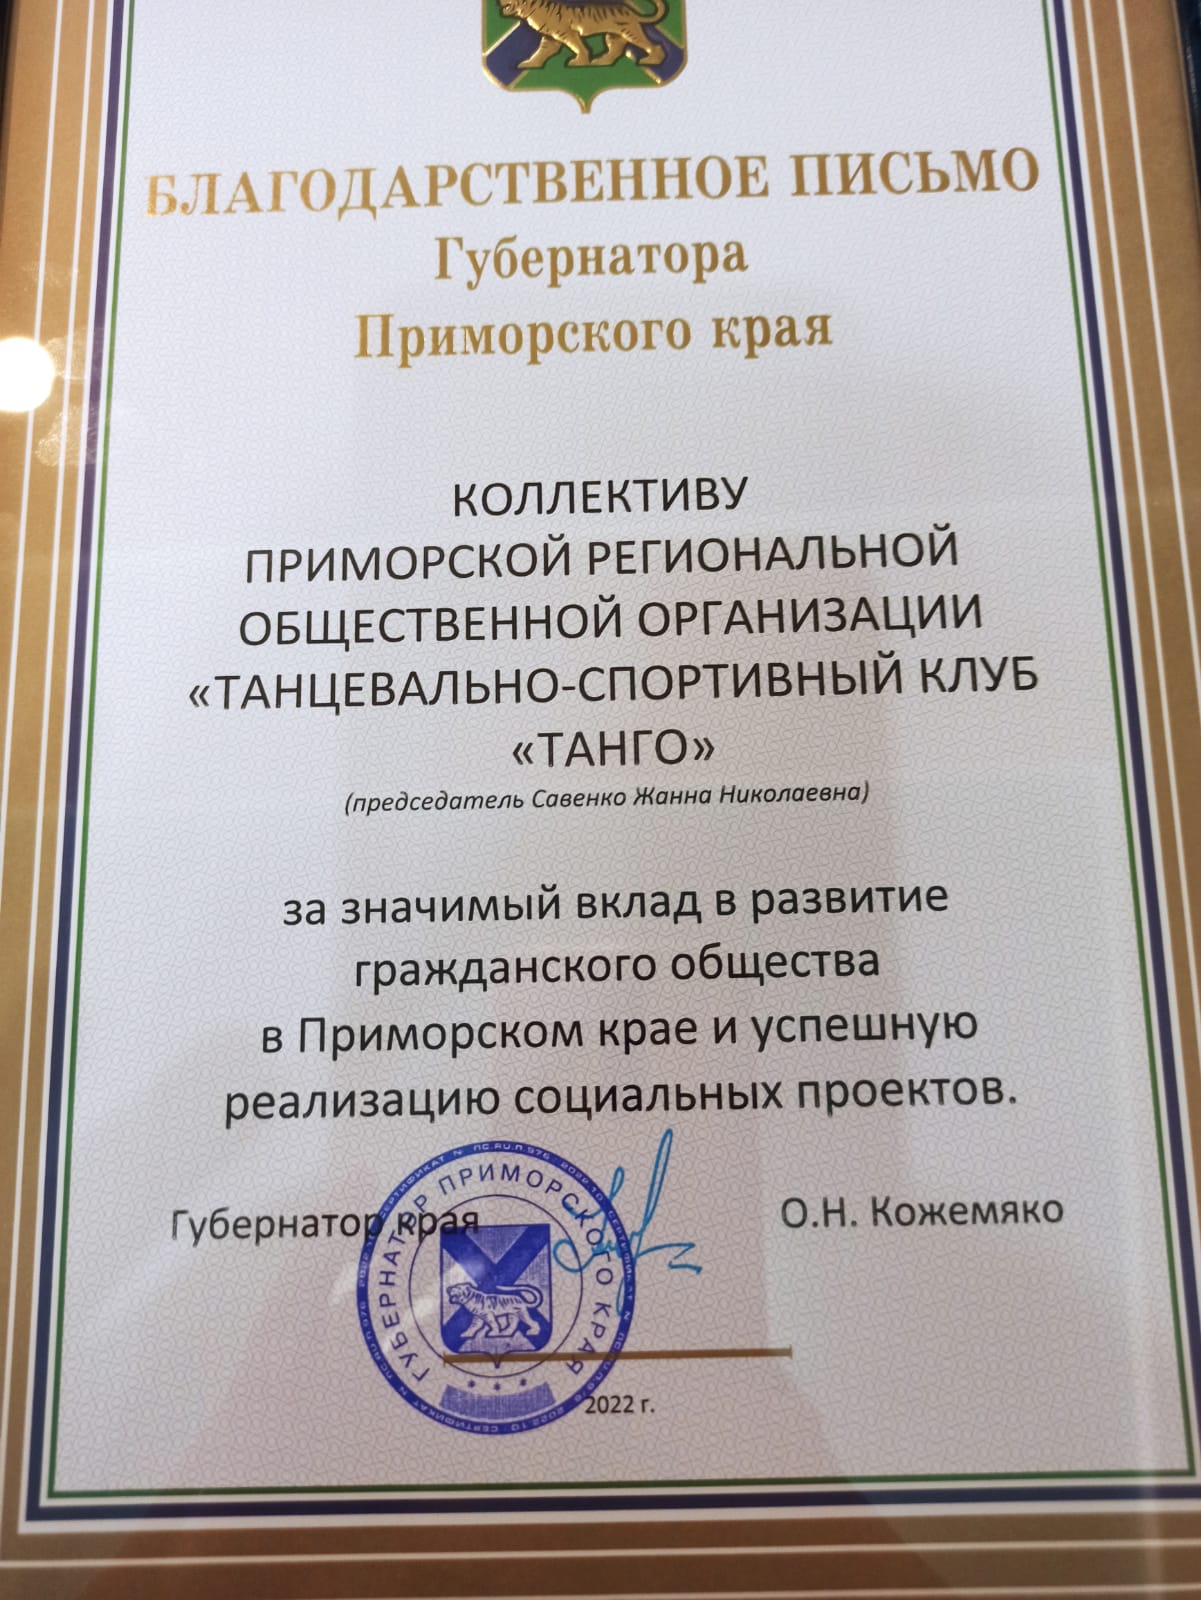 БЛАГОДАРСТВЕННОЕ ПИСЬМО
Губернатора
Приморского края
КОЛЛЕКТИВУ
ПРИМОРСКОЙ РЕГИОНАЛЬНОЙ
ОБЩЕСТВЕННОЙ ОРГАНИЗАЦИИ
«ТАНЦЕВАЛЬНО-СПОРТИВНЫЙ КЛУБ
«ТАНГО»
(председатель Савенко Жанна Николаевна)
за значимый вклад в развитие
гражданского общества
в Приморском крае и успешную
реализацию социальных проектов.
Губернатор края
О.Н. Кожемяко
ГУБЕРНАТОР ПРИМОРСКОГО КРАЯ
2022 г.